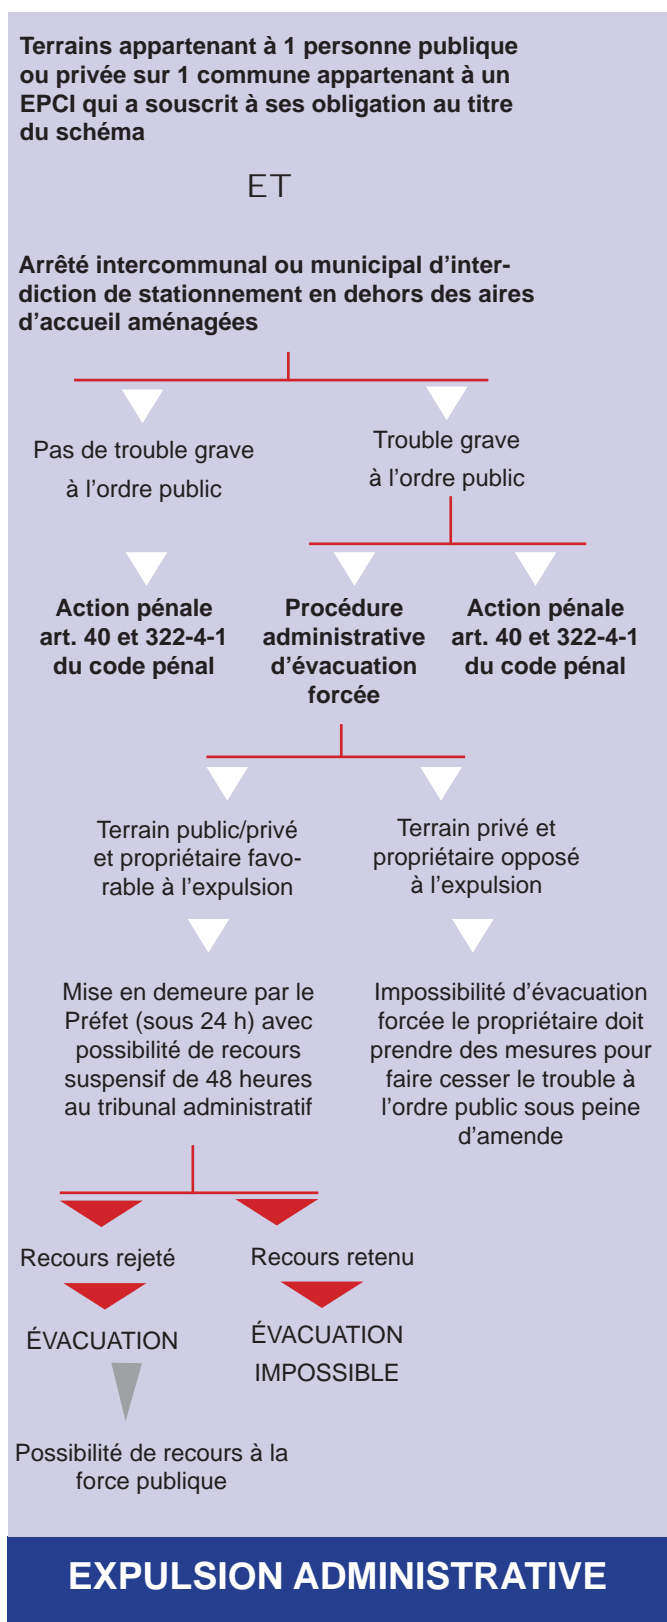 Terrains appartenant à 1 personne publique
ou privée sur 1 commune appartenant à un
EPCI qui a souscrit à ses obligation au titre
du schéma
ET
Arrêté intercommunal ou municipal d’inter-
diction de stationnement en dehors des aires
d’accueil aménagées
Pas de trouble grave
à l’ordre public
Trouble grave
à l’ordre public
Action pénale
art. 40 et 322-4-1
du code pénal
Procédure
administrative
d’évacuation
forcée
Action pénale
art. 40 et 322-4-1
du code pénal
Terrain public/privé
et propriétaire favo-
rable à l’expulsion
Terrain privé et
propriétaire opposé
à l’expulsion
Mise en demeure par le
Préfet (sous 24 h) avec
possibilité de recours
suspensif de 48 heures
au tribunal administratif
Impossibilité d’évacuation
forcée le propriétaire doit
prendre des mesures pour
faire cesser le trouble à
l’ordre public sous peine
d’amende
Recours rejeté
Recours retenu
ÉVACUATION
ÉVACUATION
IMPOSSIBLE
Possibilité de recours à la
force publique
EXPULSION ADMINISTRATIVE